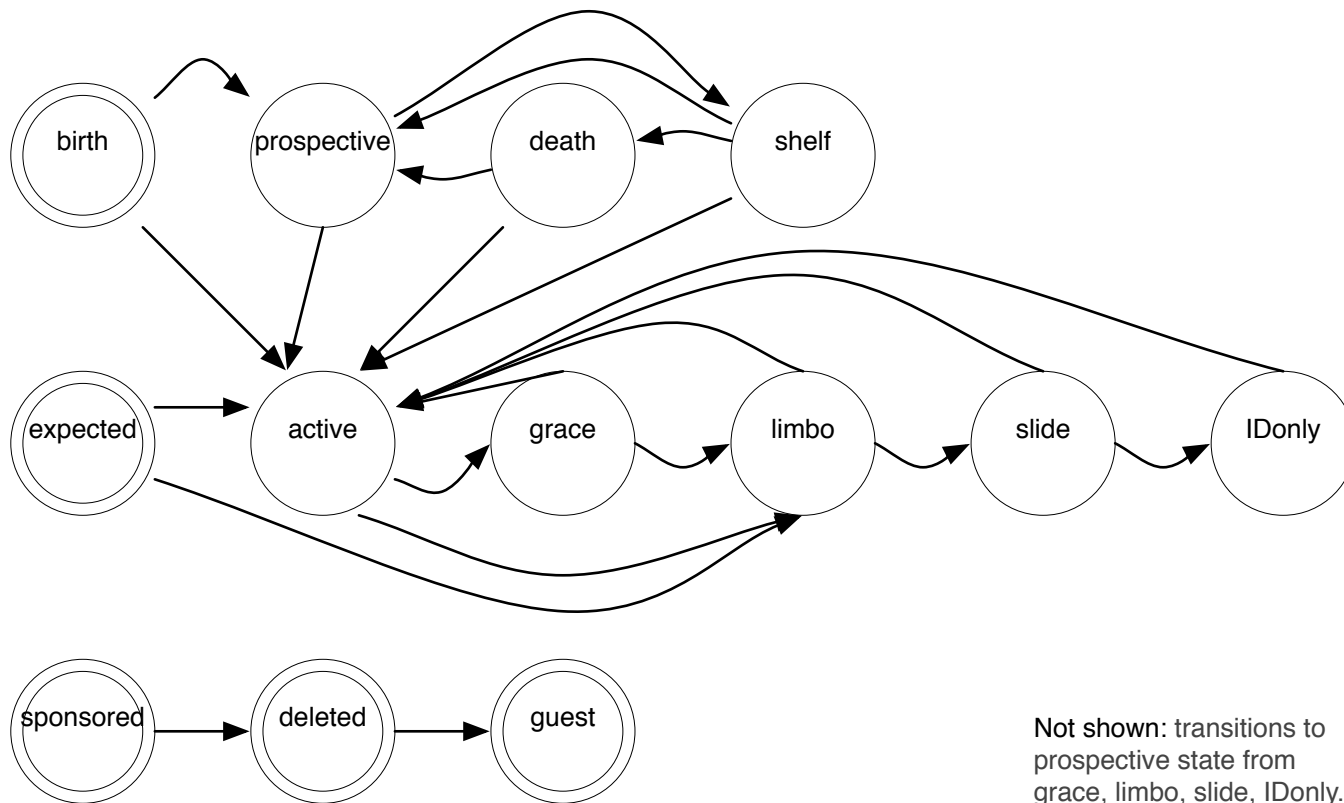 birth
prospective
death
shelf
expected
active
grace
limbo
slide
IDonly
sponsored
deleted
guest
Not shown: transitions to
prospective state from
grace, limbo, slide, IDonly.